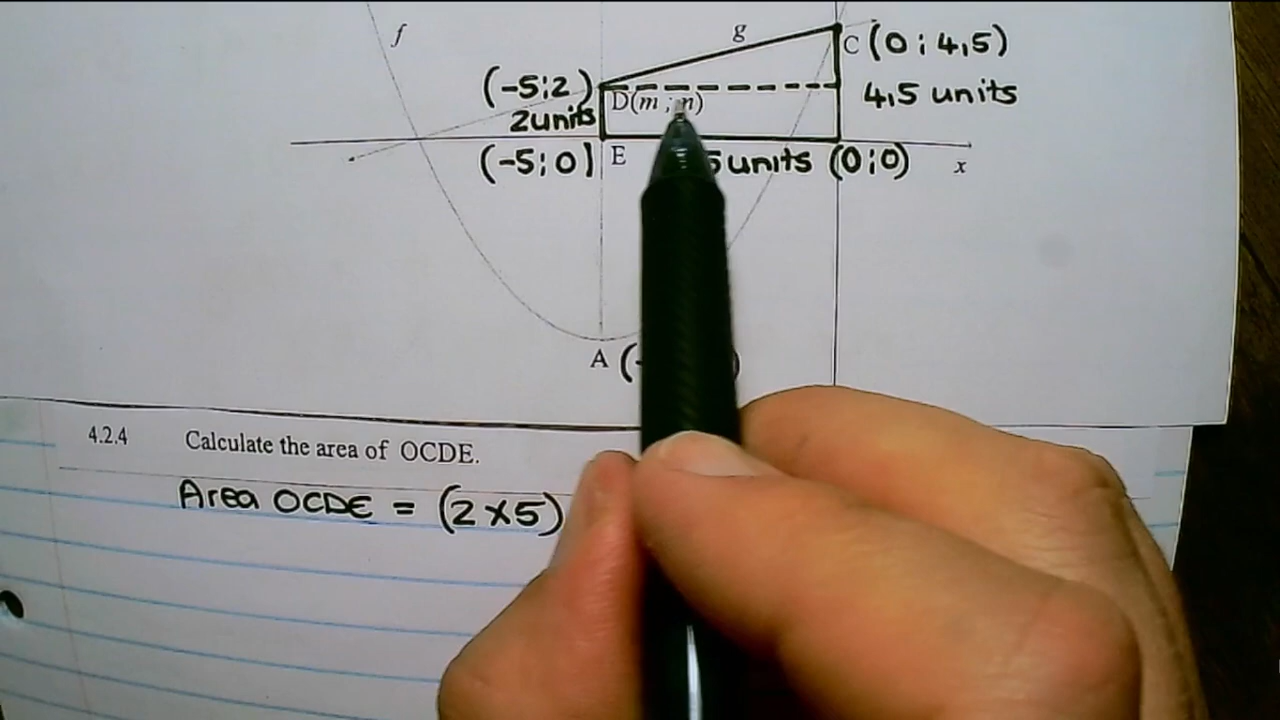 f
g
C (0 ; 4,5)
(-5;2)
D(m ; n)
4,5 units
2units
(-5;0) E 5 units (0;0) x
A (-
4.2.4 Calculate the area of OCDE.
Area OCDE = (2×5)